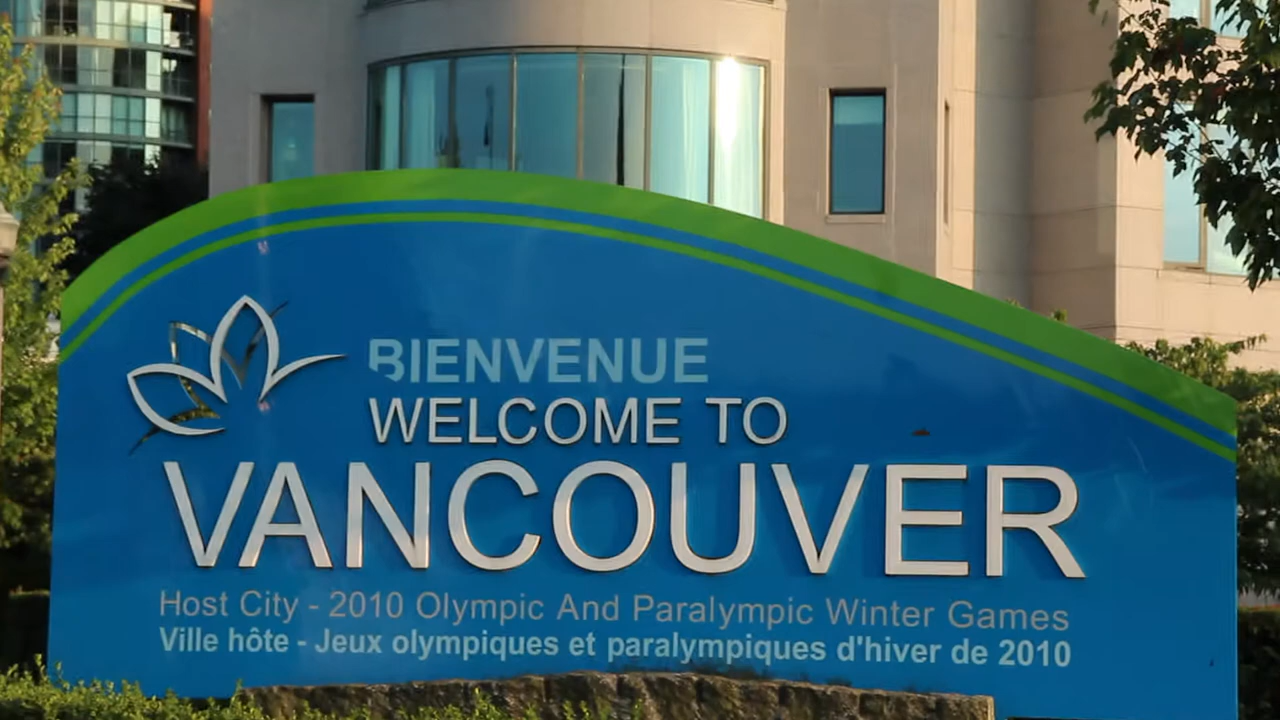 BIENVENUE
WELCOME TO
VANCOUVER
Host City - 2010 Olympic And Paralympic Winter Games
Ville hôte - Jeux olympiques et paralympiques d'hiver de 2010